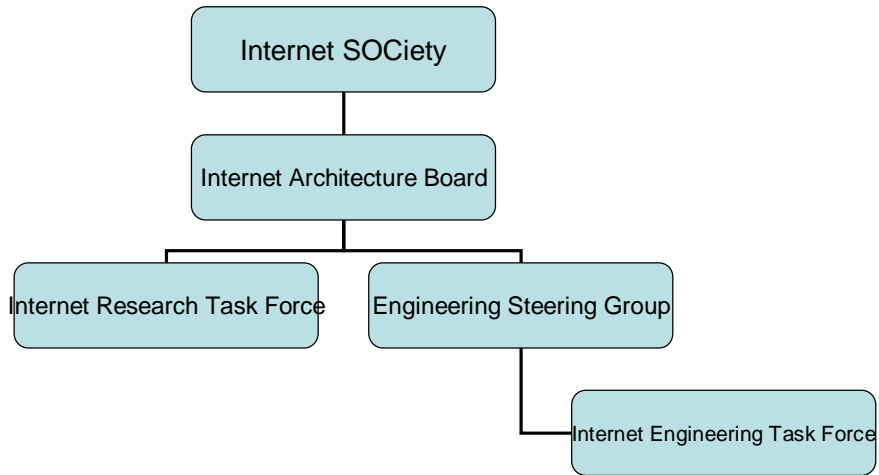 Internet SOCiety
Internet Architecture Board
Internet Research Task Force
Engineering Steering Group
Internet Engineering Task Force